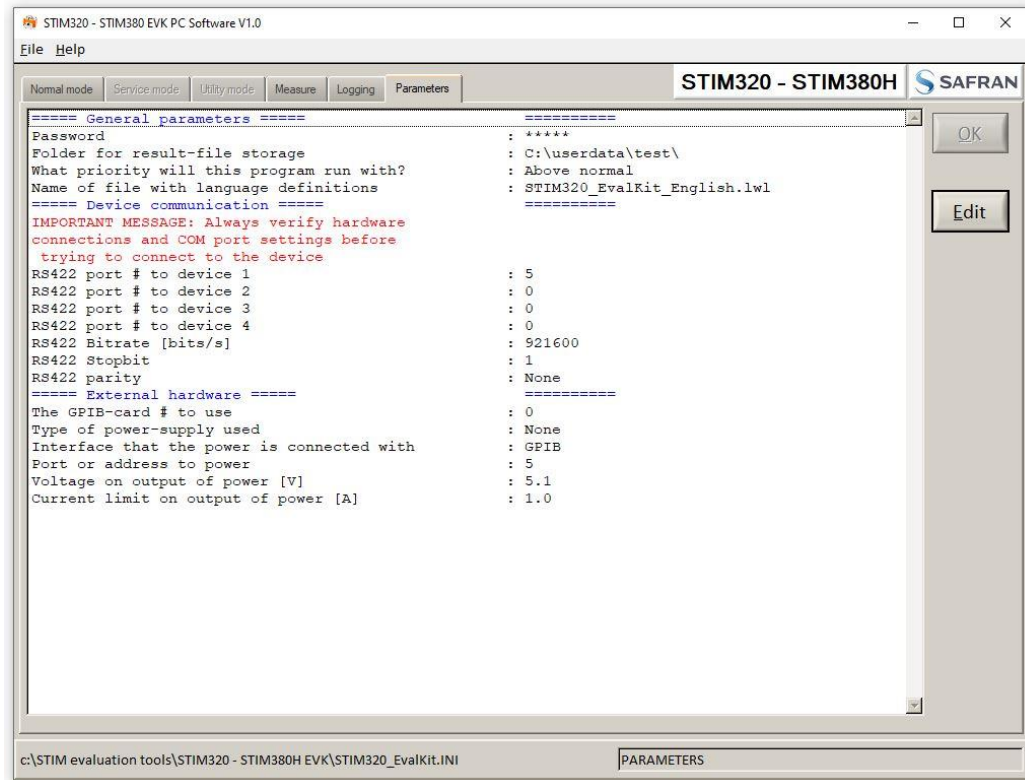 STIM320 - STIM380 EVK PC Software V1.0
File Help
Normal mode Service mode Utility mode Measure Logging Parameters
STIM320 - STIM380H SAFRAN
===== General parameters ===== ==========
Password : *****
Folder for result-file storage : C:\userdata\test\
What priority will this program run with? : Above normal
Name of file with language definitions : STIM320_EvalKit_English.lwl
===== Device communication ===== ==========
IMPORTANT MESSAGE: Always verify hardware
connections and COM port settings before
trying to connect to the device
RS422 port # to device 1 : 5
RS422 port # to device 2 : 0
RS422 port # to device 3 : 0
RS422 port # to device 4 : 0
RS422 Bitrate [bits/s] : 921600
RS422 Stopbit : 1
RS422 parity : None
===== External hardware ===== ==========
The GPIB-card # to use : 0
Type of power-supply used : None
Interface that the power is connected with : GPIB
Port or address to power : 5
Voltage on output of power [V] : 5.1
Current limit on output of power [A] : 1.0
OK
Edit
c:\STIM evaluation tools\STIM320 - STIM380H EVK\STIM320_EvalKit.INI
PARAMETERS